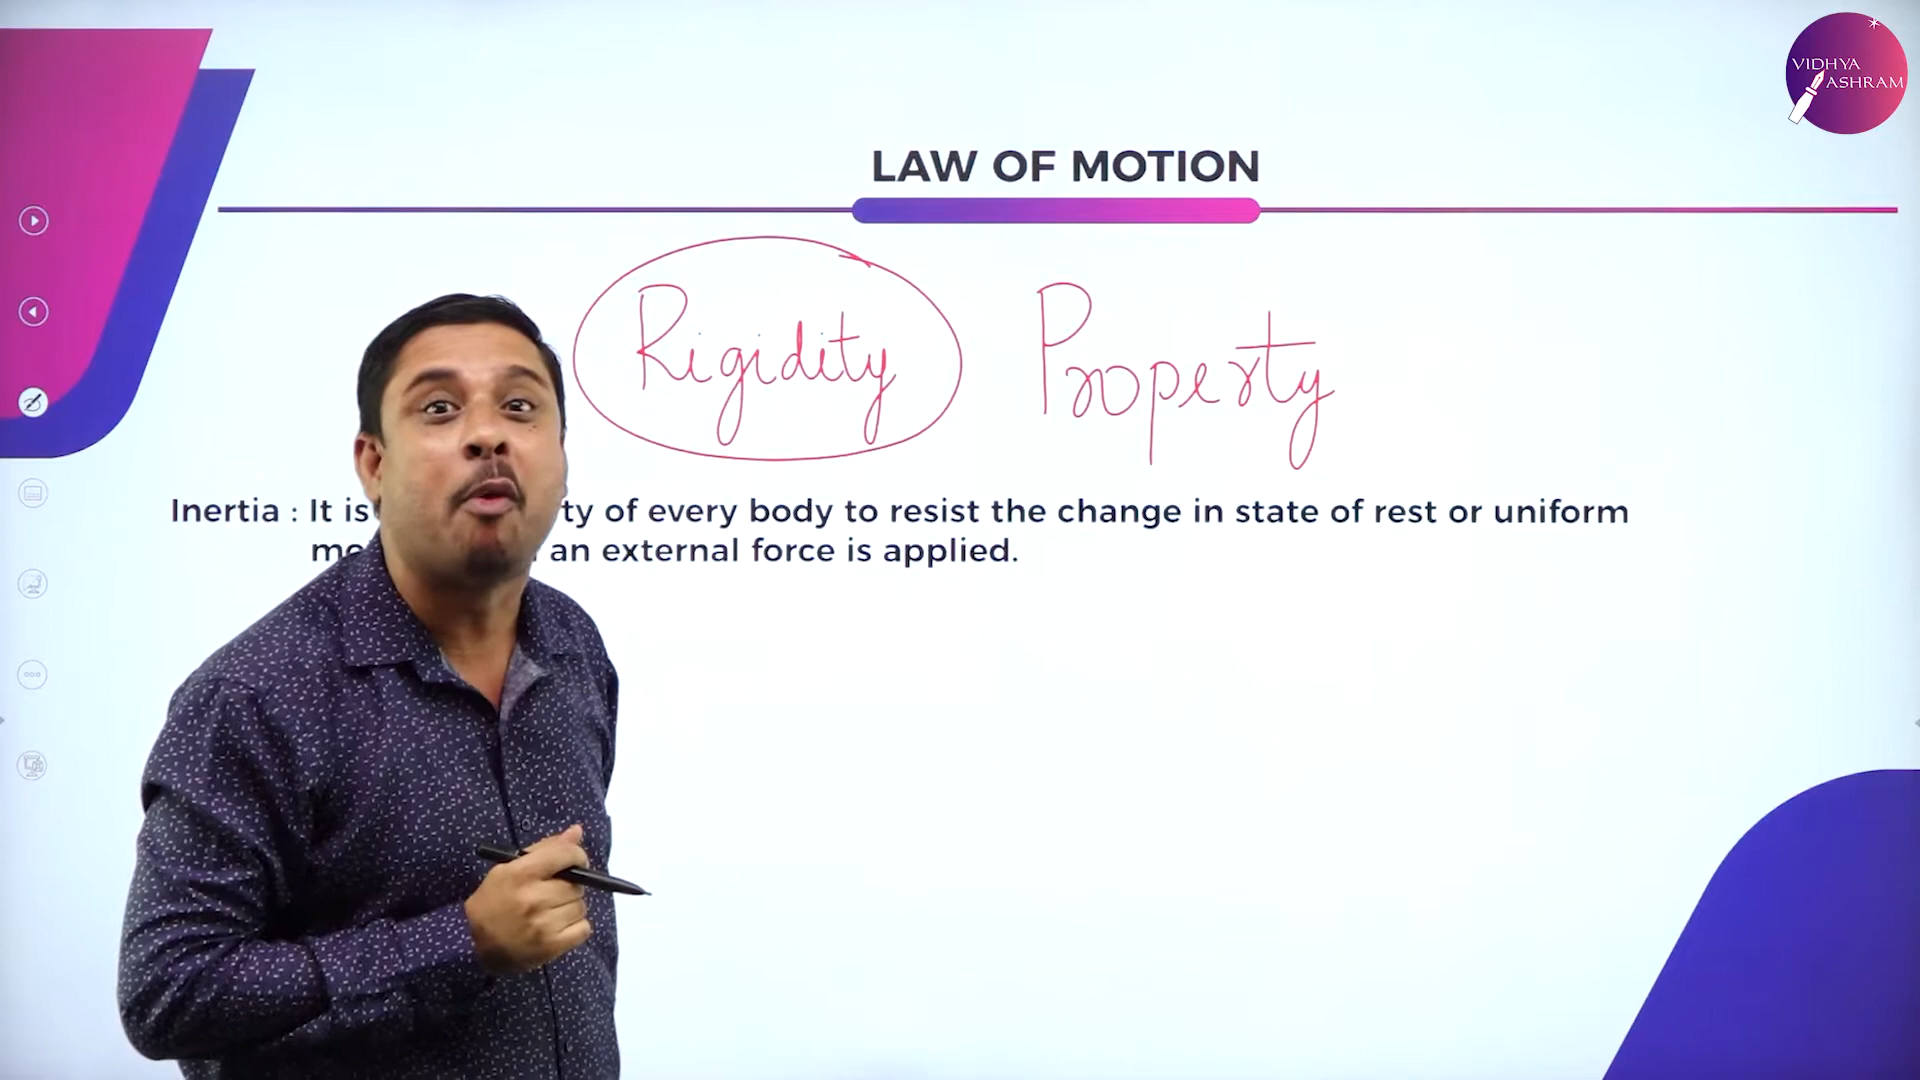 VIDHYA
ASHRAM
LAW OF MOTION
Rigidity Property
Inertia : It is ty of every body to resist the change in state of rest or uniform
an external force is applied.